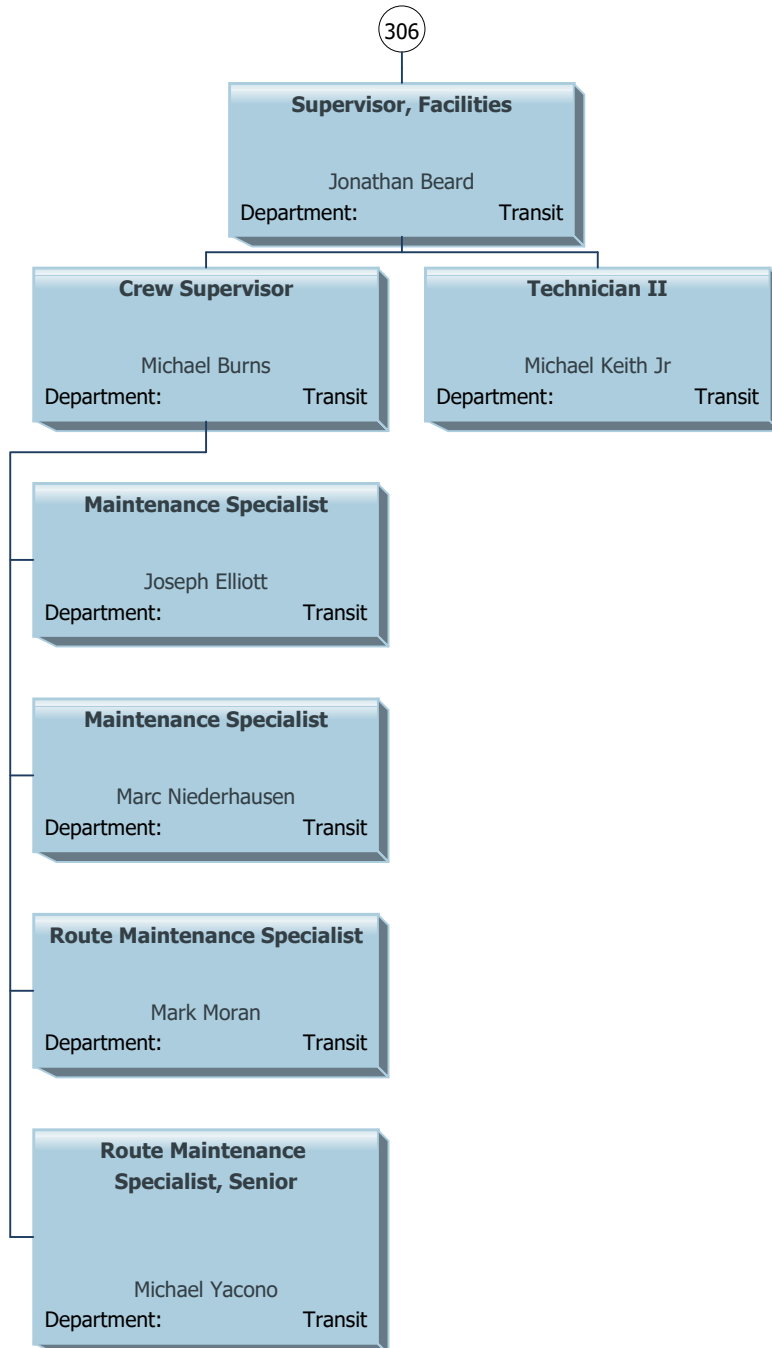 306
Supervisor, Facilities
Jonathan Beard
Department: Transit
Crew Supervisor
Michael Burns
Department: Transit
Technician II
Michael Keith Jr
Department: Transit
Maintenance Specialist
Joseph Elliott
Department: Transit
Maintenance Specialist
Marc Niederhausen
Department: Transit
Route Maintenance Specialist
Mark Moran
Department: Transit
Route Maintenance
Specialist, Senior
Michael Yacono
Department: Transit